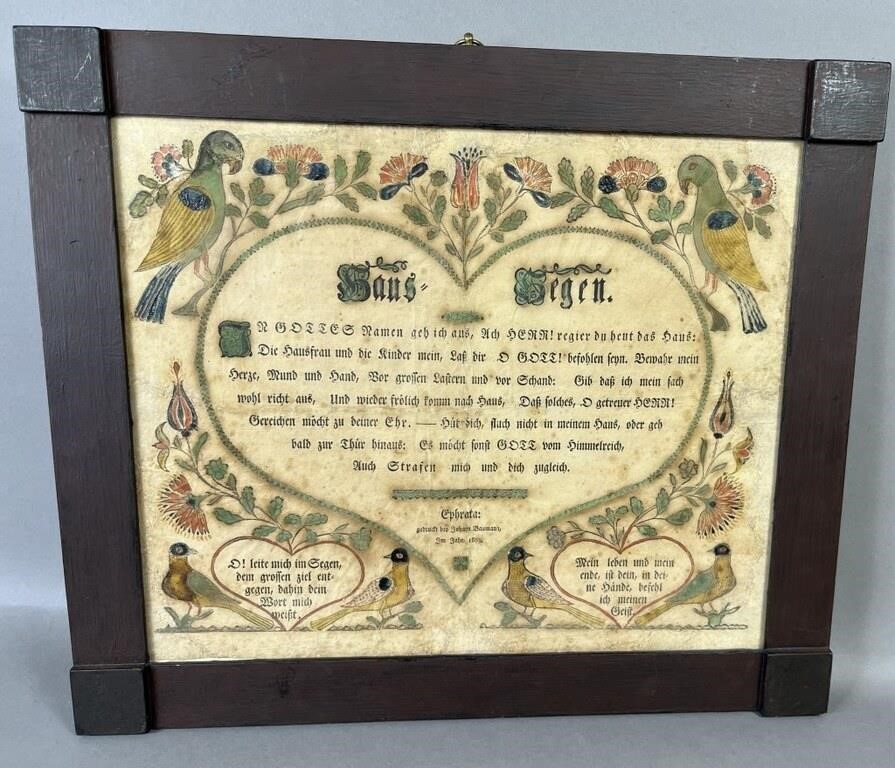 Haus-Segen.
IN GOTTES Namen geh ich aus, Ach HERR! regier du heut das Haus:
Die Hausfrau und die Kinder mein, Laß dir O GOTT! befohlen seyn. Bewahr mein
Herze, Mund und Hand, Vor grossen Lastern und vor Schand: Gib daß ich mein sach
wohl richt aus, Und wieder frölich komm nach Haus, Daß solches, O getreuer HERR!
Gereichen möcht zu deiner Ehr. — Hüt dich, fluch nicht in meinem Haus, oder geh
bald zur Thür hinaus: Es möcht sonst GOTT vom Himmelreich,
Auch Strafen mich und dich zugleich.
Ephrata:
gedruckt bey Johann Baumann,
Im Jahr,
O! leite mich im Segen,
dem grossen ziel ent-
gegen, dahin dein
Wort mich
weißt.
Mein leben und mein
ende, ist dein, in dei-
ne Hände, befehl
ich meinen
Geist.